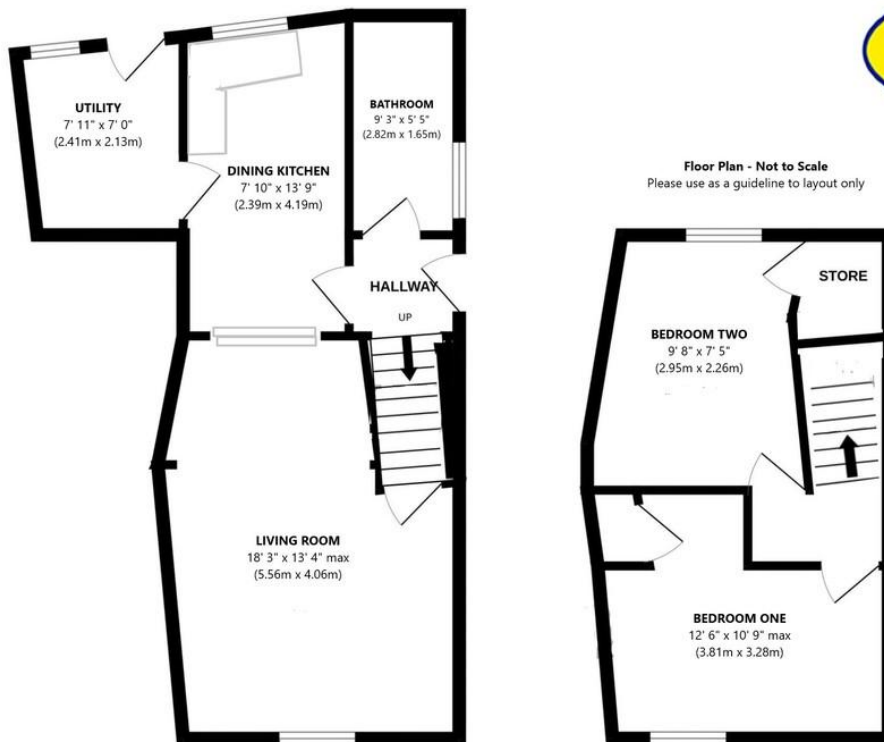 UTILITY
7' 11" x 7' 0"
(2.41m x 2.13m)
DINING KITCHEN
7' 10" x 13' 9"
(2.39m x 4.19m)
BATHROOM
9' 3" x 5' 5"
(2.82m x 1.65m)
HALLWAY
UP
LIVING ROOM
18' 3" x 13' 4" max
(5.56m x 4.06m)
Floor Plan - Not to Scale
Please use as a guideline to layout only
STORE
BEDROOM TWO
9' 8" x 7' 5"
(2.95m x 2.26m)
BEDROOM ONE
12' 6" x 10' 9" max
(3.81m x 3.28m)